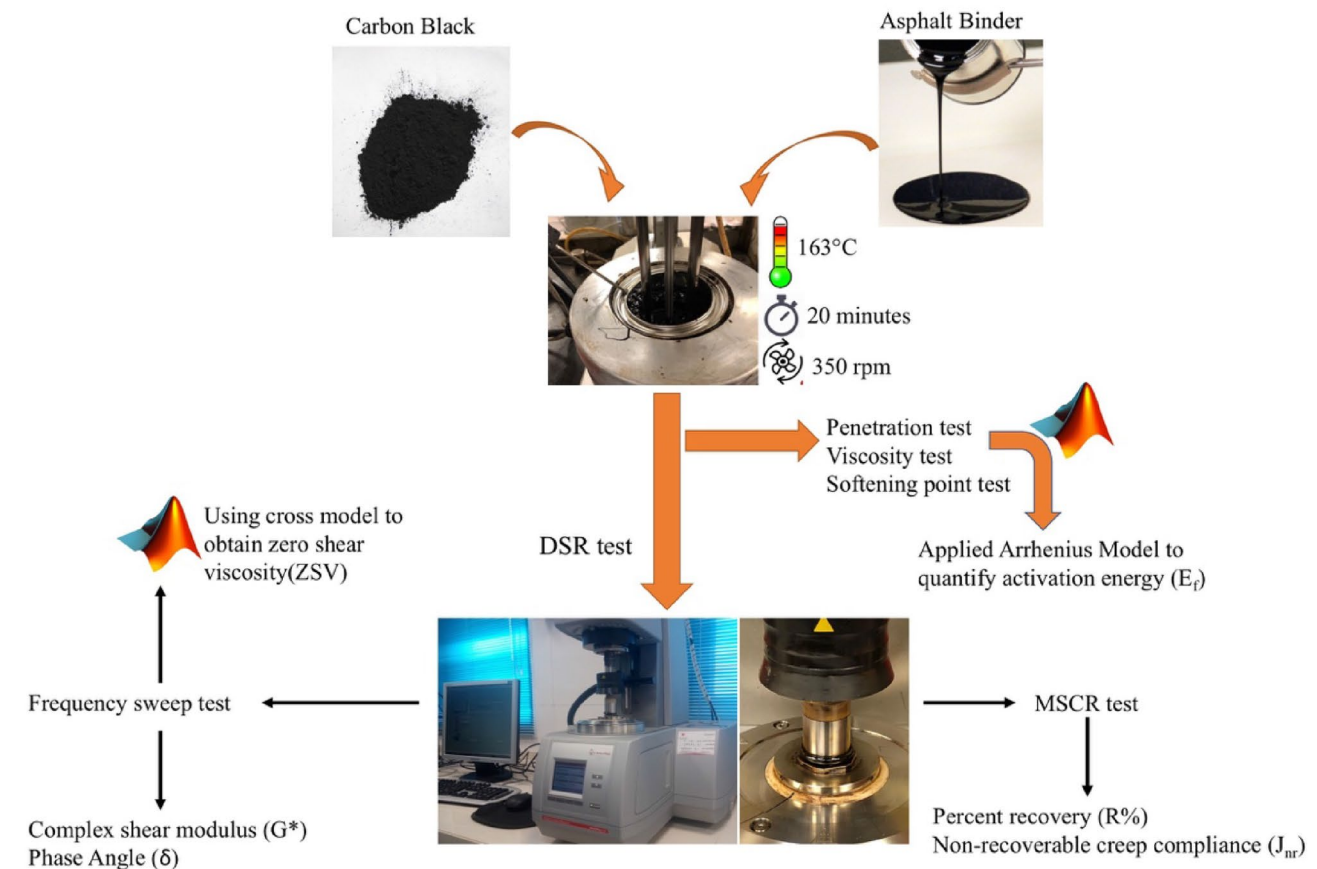 Carbon Black
Asphalt Binder
163°C
20 minutes
350 rpm
Penetration test
Viscosity test
Softening point test
Using cross model to
obtain zero shear
viscosity(ZSV)
DSR test
Applied Arrhenius Model to
quantify activation energy (E_f)
Frequency sweep test
MSCR test
Complex shear modulus (G*)
Phase Angle (δ)
Percent recovery (R%)
Non-recoverable creep compliance (J_nr)